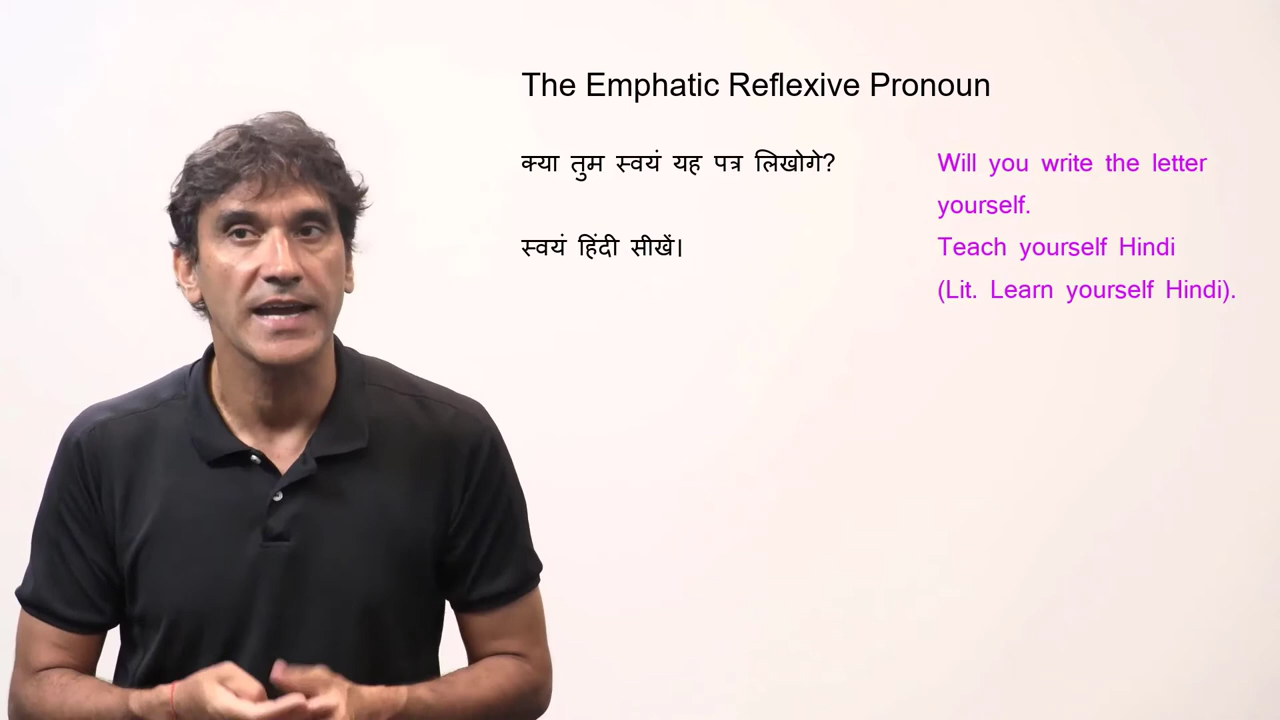 The Emphatic Reflexive Pronoun
क्या तुम स्वयं यह पत्र लिखोगे? Will you write the letter
yourself.
स्वयं हिंदी सीखें। Teach yourself Hindi
(Lit. Learn yourself Hindi).